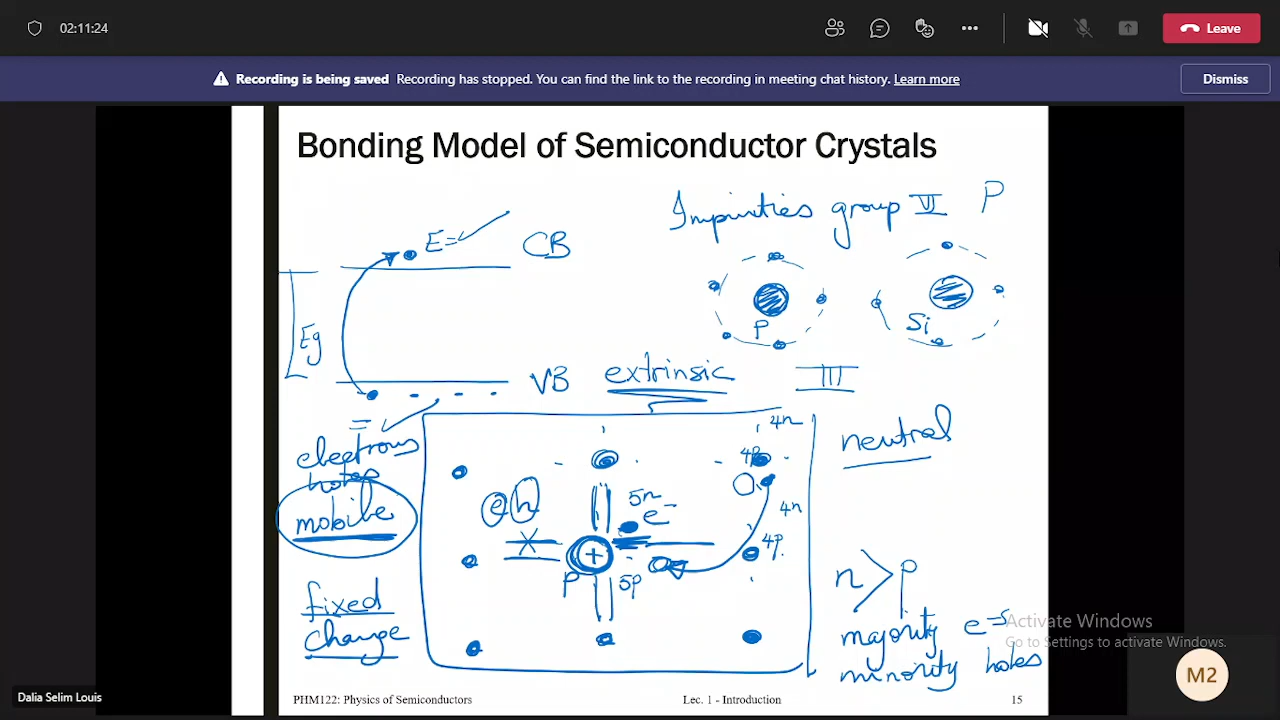 02:11:24
Leave
Recording is being saved Recording has stopped. You can find the link to the recording in meeting chat history. Learn more
Dismiss
Bonding Model of Semiconductor Crystals
Impurities group VI P
E= CB
P
Si
Eg
VB extrinsic III
electrons
holes
mobile
fixed
charge
4n
4p
e h
5n
e-
4n
+
4p
P
5p
neutral
n > p
majority e=s
minority holes
Activate Windows
Go to Settings to activate Windows.
M2
Dalia Selim Louis
PHM122: Physics of Semiconductors
Lec. 1 - Introduction
15